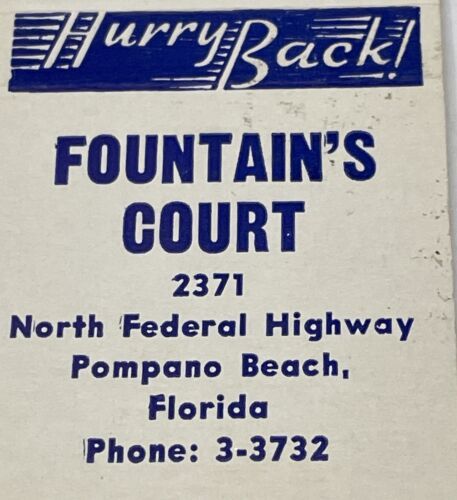 Hurry Back!
FOUNTAIN'S
COURT
2371
North Federal Highway
Pompano Beach,
Florida
Phone: 3-3732